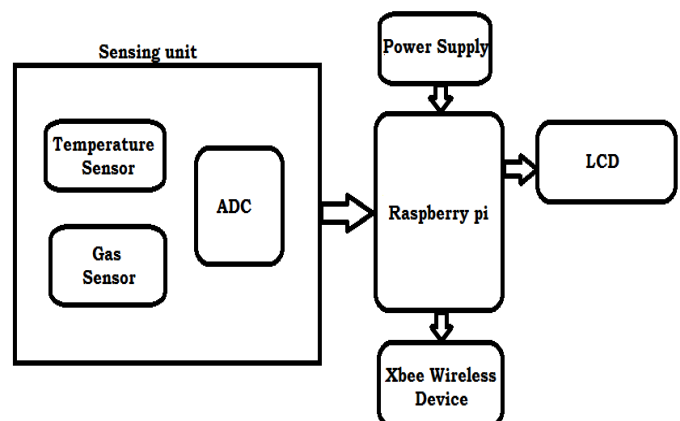 Sensing unit
Power Supply
Temperature
Sensor
ADC
Gas
Sensor
Raspberry pi
LCD
Xbee Wireless
Device